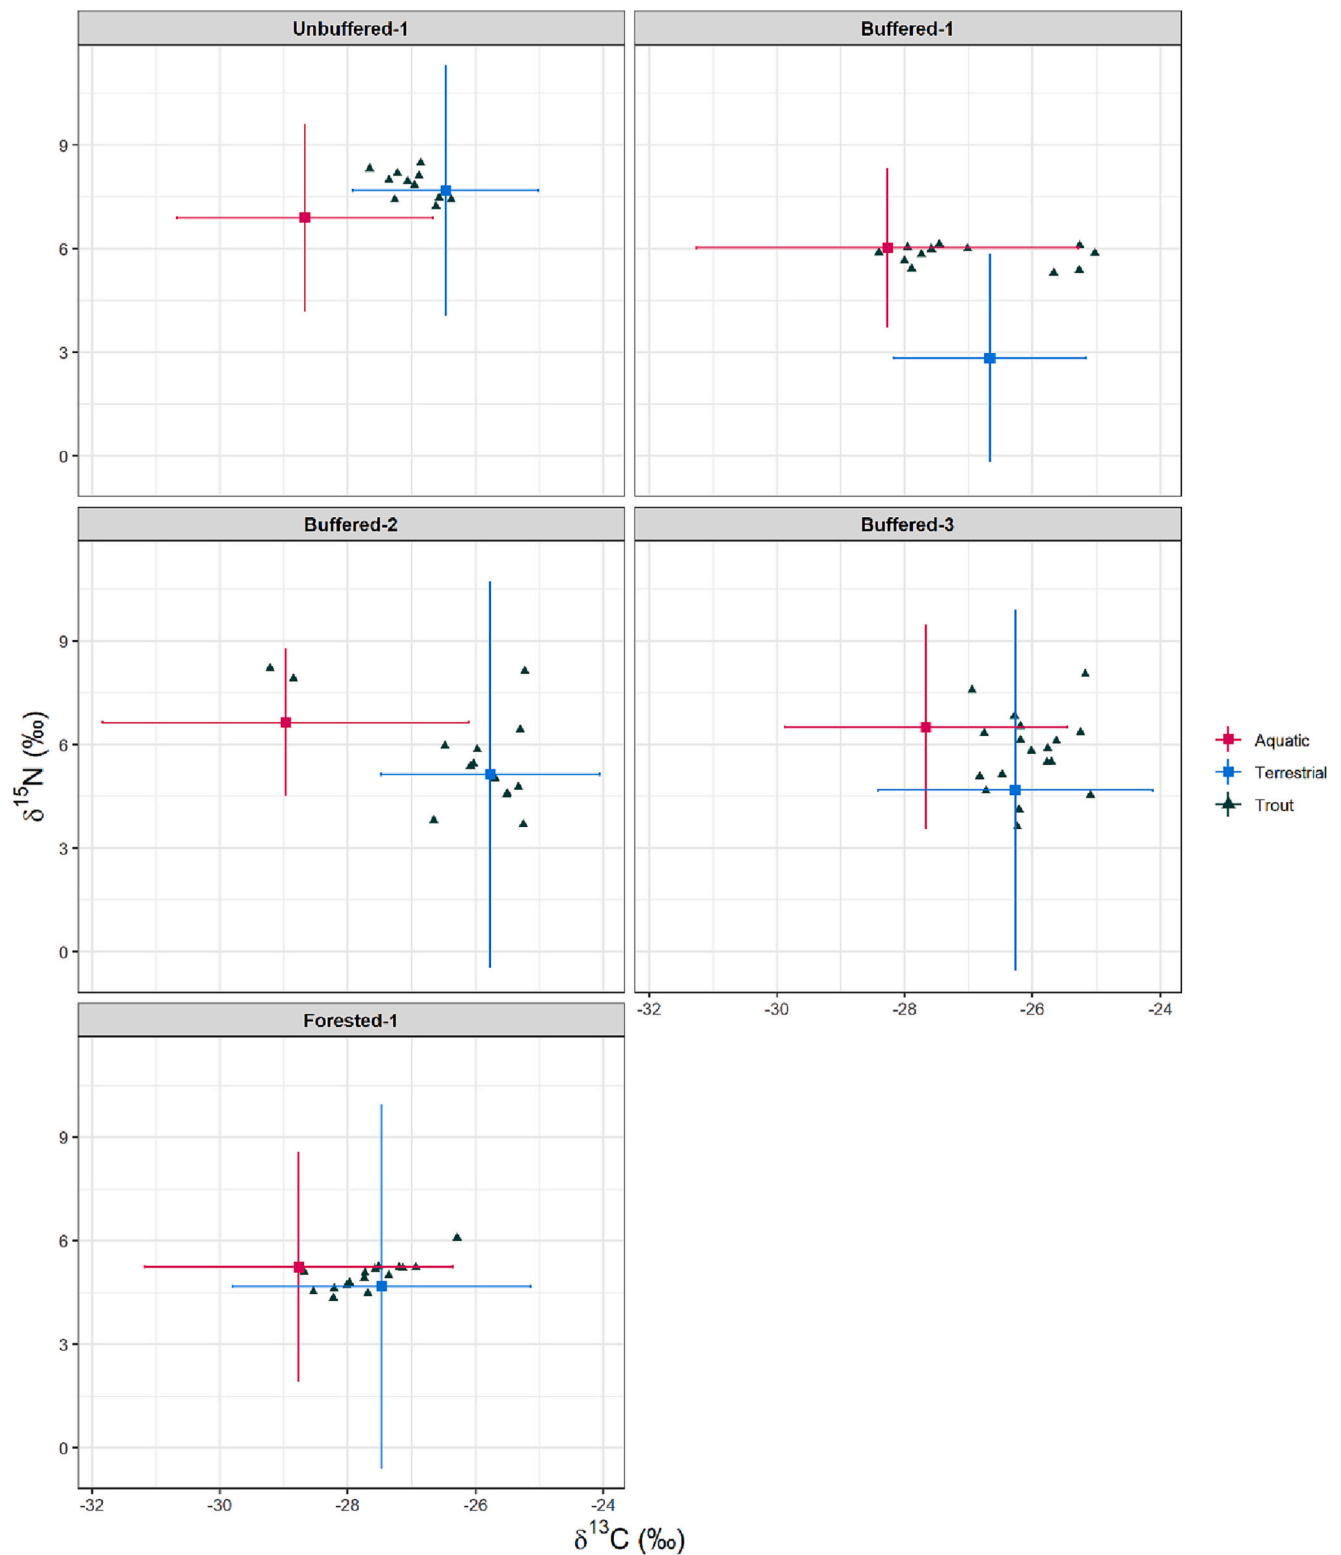 Unbuffered-1
Buffered-1
9
6
3
0
Buffered-2
Buffered-3
9
6
3
0
-32
-30
-28
-26
-24
Forested-1
9
6
3
0
-32
-30
-28
-26
-24
δ15N (‰)
δ13C (‰)
Aquatic
Terrestrial
Trout